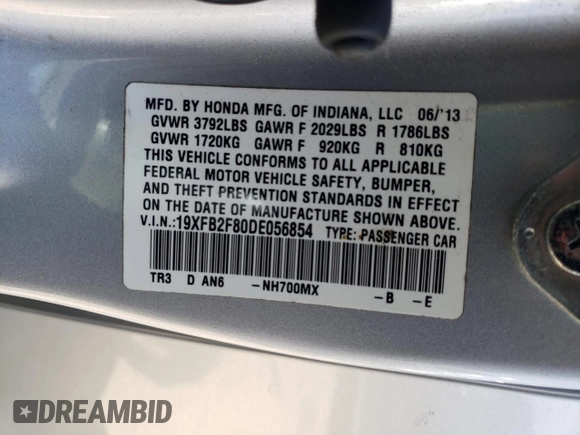 MFD. BY HONDA MFG. OF INDIANA, LLC 06/'13
GVWR 3792LBS GAWR F 2029LBS R 1786LBS
GVWR 1720KG GAWR F 920KG R 810KG
THIS VEHICLE CONFORMS TO ALL APPLICABLE
FEDERAL MOTOR VEHICLE SAFETY, BUMPER,
AND THEFT PREVENTION STANDARDS IN EFFECT
ON THE DATE OF MANUFACTURE SHOWN ABOVE.
V.I.N.:19XFB2F80DE056854 TYPE: PASSENGER CAR
TR3 D AN6 -NH700MX -B -E
DREAMBID